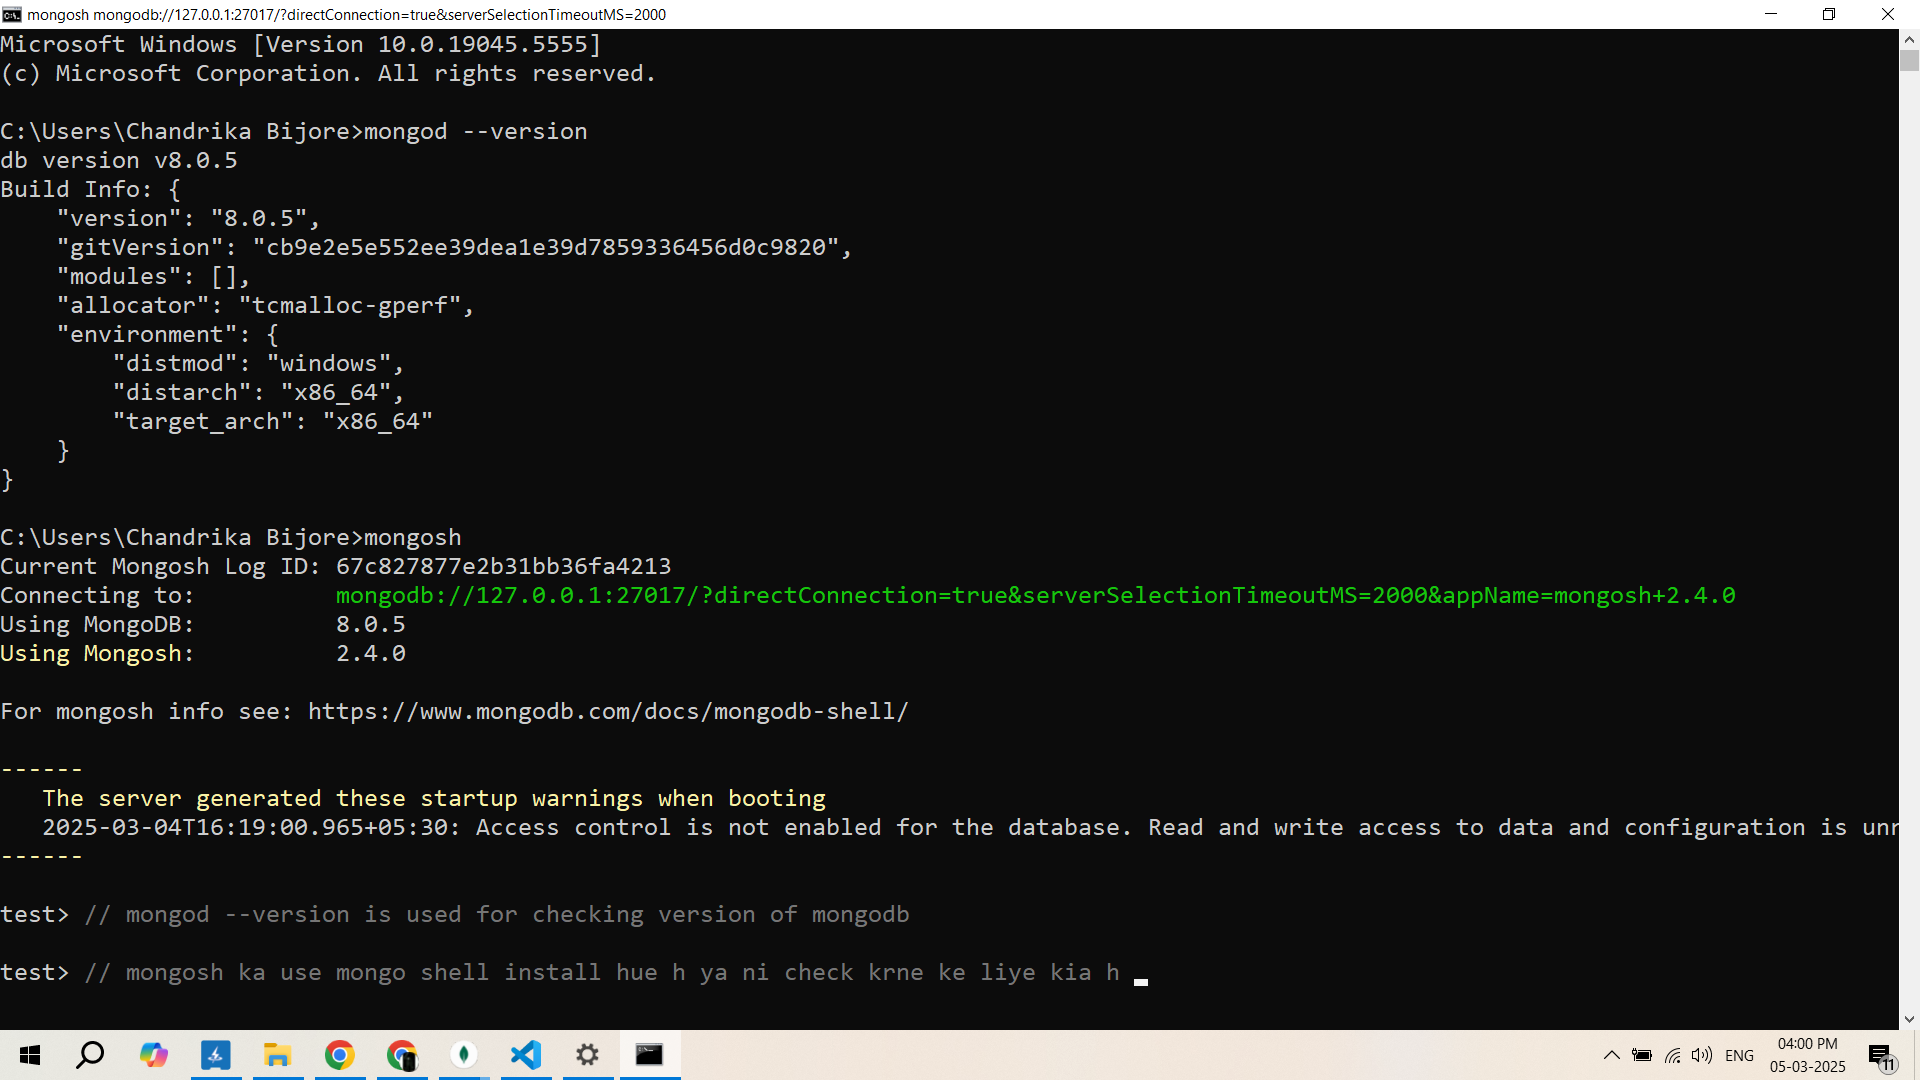 mongosh mongodb://127.0.0.1:27017/?directConnection=true&serverSelectionTimeoutMS=2000
Microsoft Windows [Version 10.0.19045.5555]
(c) Microsoft Corporation. All rights reserved.
C:\Users\Chandrika Bijore>mongod --version
db version v8.0.5
Build Info: {
    "version": "8.0.5",
    "gitVersion": "cb9e2e5e552ee39dea1e39d7859336456d0c9820",
    "modules": [],
    "allocator": "tcmalloc-gperf",
    "environment": {
        "distmod": "windows",
        "distarch": "x86_64",
        "target_arch": "x86_64"
    }
}
C:\Users\Chandrika Bijore>mongosh
Current Mongosh Log ID: 67c827877e2b31bb36fa4213
Connecting to:          mongodb://127.0.0.1:27017/?directConnection=true&serverSelectionTimeoutMS=2000&appName=mongosh+2.4.0
Using MongoDB:          8.0.5
Using Mongosh:          2.4.0
For mongosh info see: https://www.mongodb.com/docs/mongodb-shell/
------
   The server generated these startup warnings when booting
   2025-03-04T16:19:00.965+05:30: Access control is not enabled for the database. Read and write access to data and configuration is unr
------
test> // mongod --version is used for checking version of mongodb
test> // mongosh ka use mongo shell install hue h ya ni check krne ke liye kia h
ENG
04:00 PM
05-03-2025
11